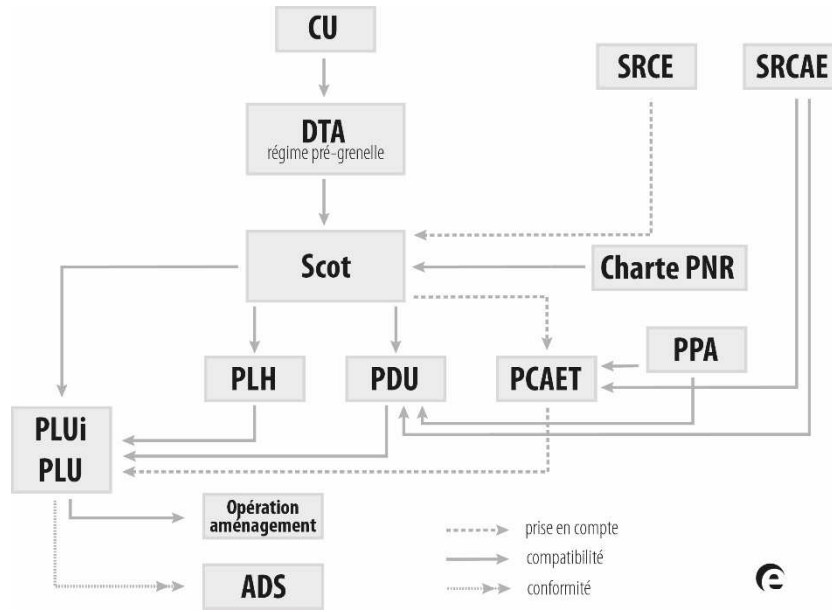 CU
SRCE
SRCAE
DTA
régime pré-grenelle
Scot
Charte PNR
PLH
PDU
PCAET
PPA
PLUi
PLU
Opération
aménagement
ADS
prise en compte
compatibilité
conformité
e